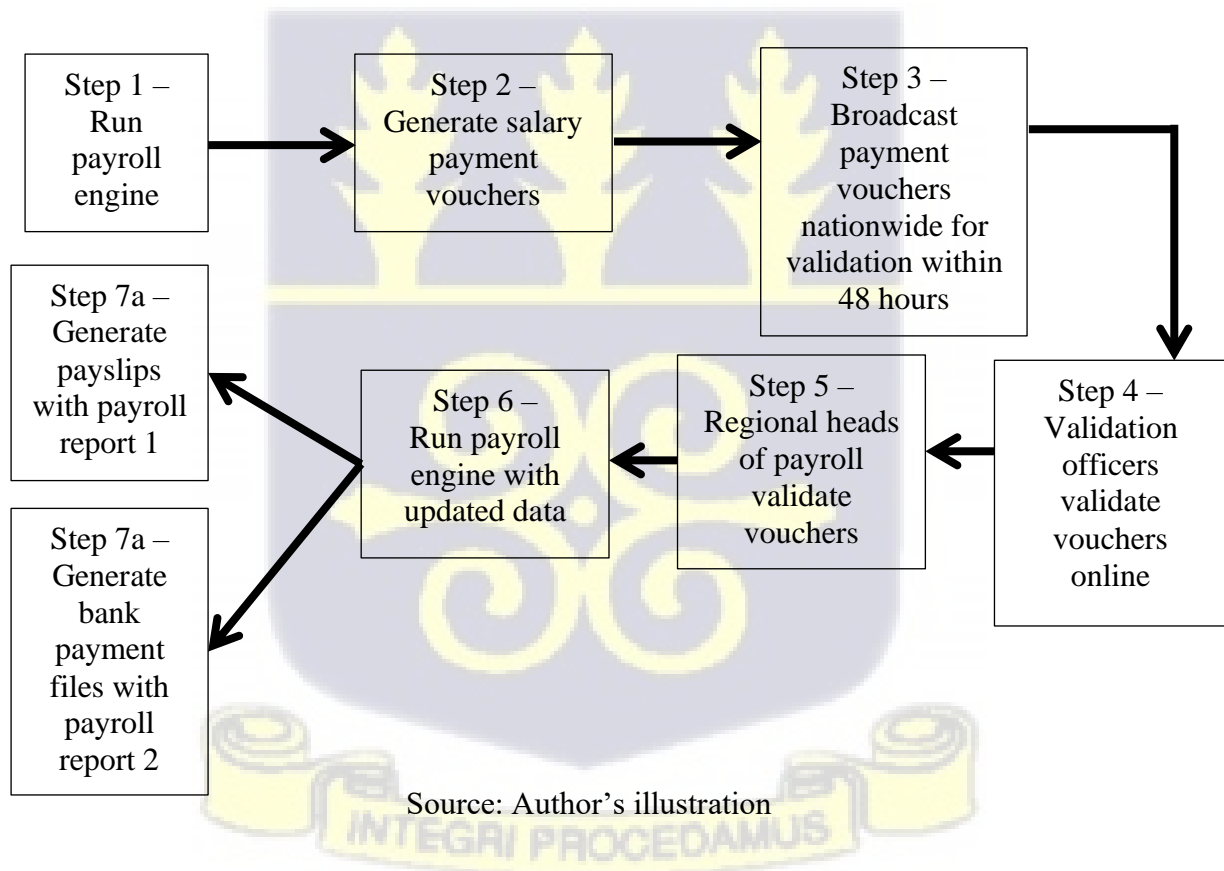 Step 1 –
Run
payroll
engine
Step 2 –
Generate salary
payment
vouchers
Step 3 –
Broadcast
payment
vouchers
nationwide for
validation within
48 hours
Step 4 –
Validation
officers
validate
vouchers
online
Step 5 –
Regional heads
of payroll
validate
vouchers
Step 6 –
Run payroll
engine with
updated data
Step 7a –
Generate
payslips
with payroll
report 1
Step 7a –
Generate
bank
payment
files with
payroll
report 2
Source: Author’s illustration
INTEGRI PROCEDAMUS